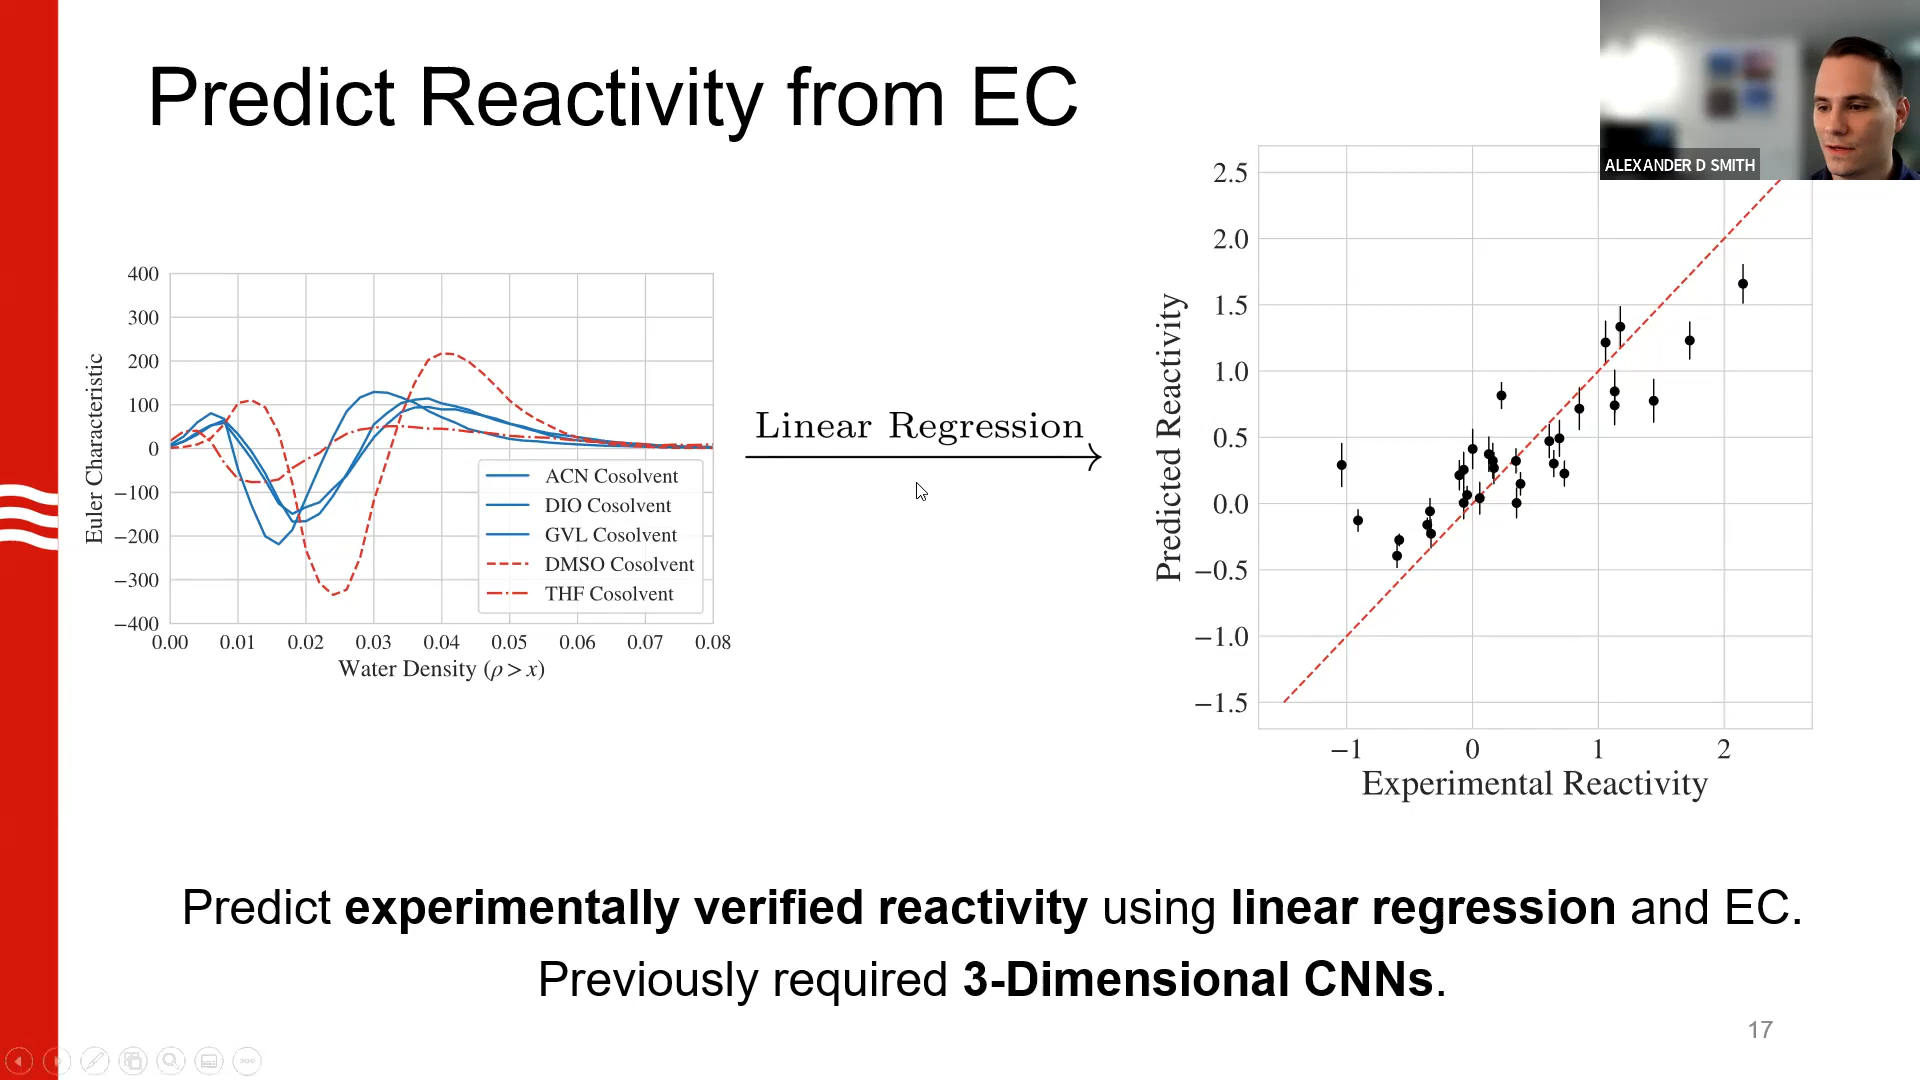 Predict Reactivity from EC
ALEXANDER D SMITH
Euler Characteristic
400
300
200
100
0
−100
−200
−300
−400
0.00 0.01 0.02 0.03 0.04 0.05 0.06 0.07 0.08
Water Density (ρ > x)
ACN Cosolvent
DIO Cosolvent
GVL Cosolvent
DMSO Cosolvent
THF Cosolvent
Linear Regression
Predicted Reactivity
2.5
2.0
1.5
1.0
0.5
0.0
−0.5
−1.0
−1.5
−1 0 1 2
Experimental Reactivity
Predict experimentally verified reactivity using linear regression and EC.
Previously required 3-Dimensional CNNs.
17